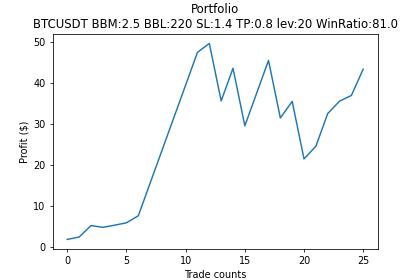 Portfolio
BTCUSDT BBM:2.5 BBL:220 SL:1.4 TP:0.8 lev:20 WinRatio:81.0
50
40
30
20
10
0
Profit ($)
0 5 10 15 20 25
Trade counts